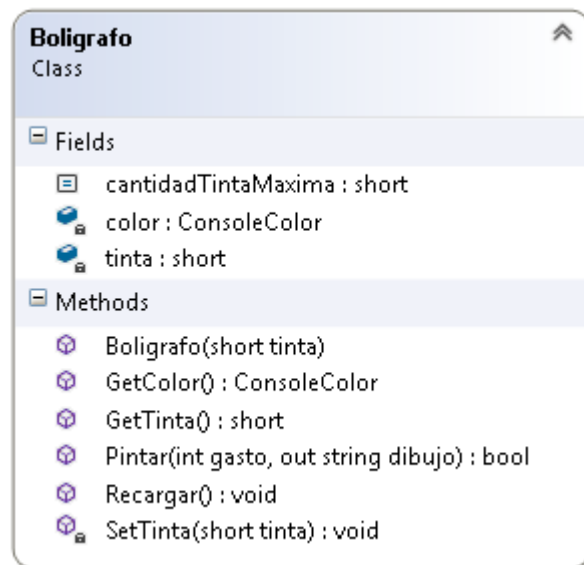 Boligrafo
Class
Fields
cantidadTintaMaxima : short
color : ConsoleColor
tinta : short
Methods
Boligrafo(short tinta)
GetColor() : ConsoleColor
GetTinta() : short
Pintar(int gasto, out string dibujo) : bool
Recargar() : void
SetTinta(short tinta) : void